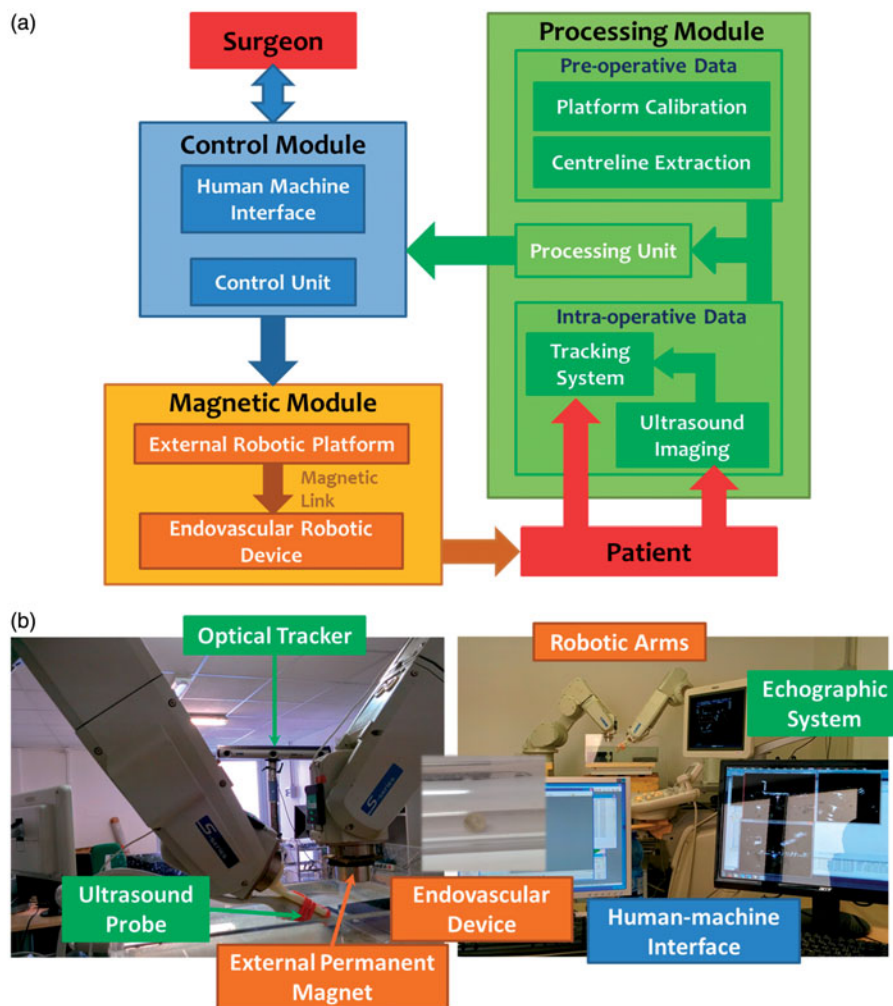 (a)
Surgeon
Control Module
Human Machine
Interface
Control Unit
Magnetic Module
External Robotic Platform
Magnetic
Link
Endovascular Robotic
Device
Processing Module
Pre-operative Data
Platform Calibration
Centreline Extraction
Processing Unit
Intra-operative Data
Tracking
System
Ultrasound
Imaging
Patient
(b)
Optical Tracker
Ultrasound
Probe
External Permanent
Magnet
Endovascular
Device
Robotic Arms
Echographic
System
Human-machine
Interface